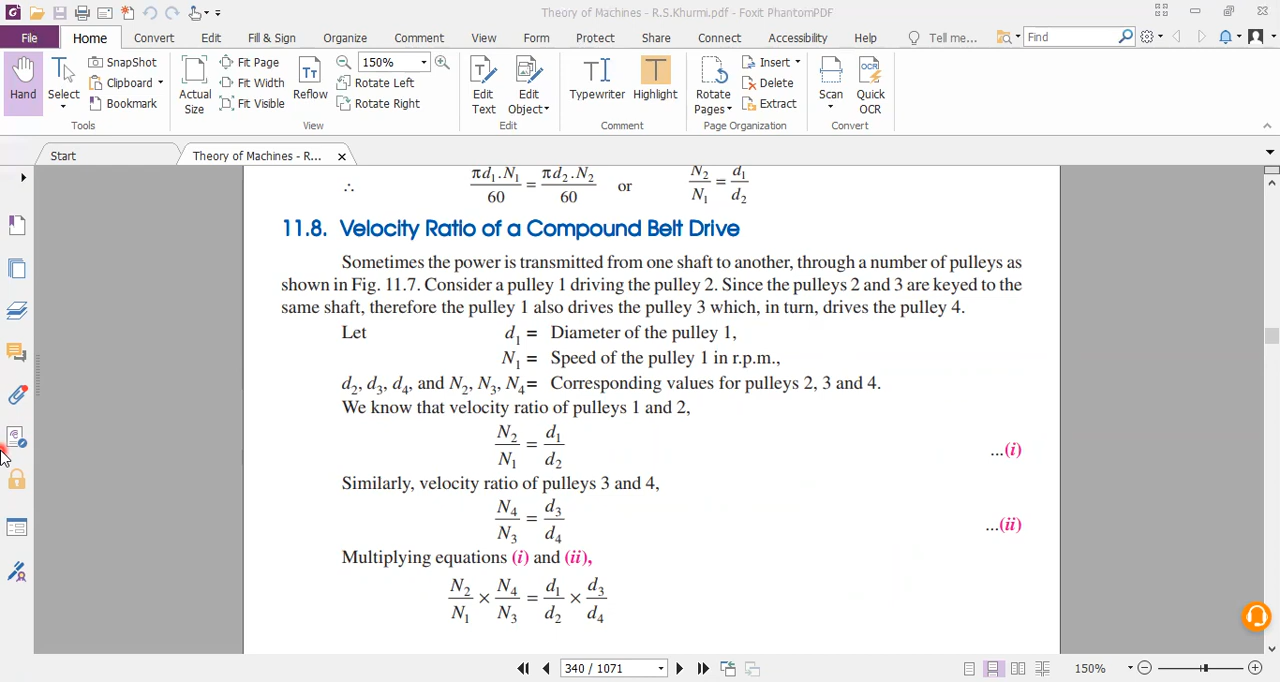 Theory of Machines - R.S.Khurmi.pdf - Foxit PhantomPDF
File Home Convert Edit Fill & Sign Organize Comment View Form Protect Share Connect Accessibility Help Tell me... Find
Hand Select SnapShot Clipboard Bookmark Actual Size Fit Page Fit Width Fit Visible Reflow 150% Rotate Left Rotate Right Edit Text Edit Object Typewriter Highlight Rotate Pages Insert Delete Extract Scan Quick OCR
Tools View Edit Comment Page Organization Convert
Start Theory of Machines - R... x
∴ πd₁.N₁/60 = πd₂.N₂/60 or N₂/N₁ = d₁/d₂
11.8. Velocity Ratio of a Compound Belt Drive
Sometimes the power is transmitted from one shaft to another, through a number of pulleys as
shown in Fig. 11.7. Consider a pulley 1 driving the pulley 2. Since the pulleys 2 and 3 are keyed to the
same shaft, therefore the pulley 1 also drives the pulley 3 which, in turn, drives the pulley 4.
Let d₁ = Diameter of the pulley 1,
N₁ = Speed of the pulley 1 in r.p.m.,
d₂, d₃, d₄, and N₂, N₃, N₄ = Corresponding values for pulleys 2, 3 and 4.
We know that velocity ratio of pulleys 1 and 2,
N₂/N₁ = d₁/d₂ ...(i)
Similarly, velocity ratio of pulleys 3 and 4,
N₄/N₃ = d₃/d₄ ...(ii)
Multiplying equations (i) and (ii),
N₂/N₁ × N₄/N₃ = d₁/d₂ × d₃/d₄
340 / 1071 150%